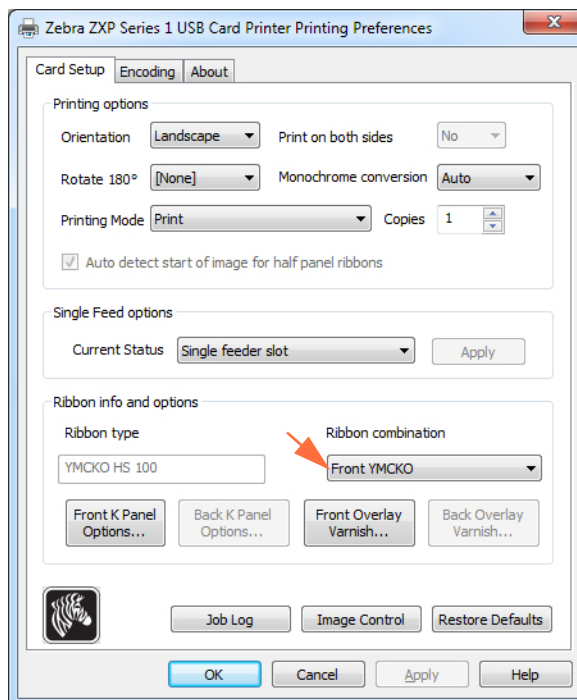 Zebra ZXP Series 1 USB Card Printer Printing Preferences
Card Setup Encoding About
Printing options
Orientation Landscape Print on both sides No
Rotate 180° [None] Monochrome conversion Auto
Printing Mode Print Copies 1
Auto detect start of image for half panel ribbons
Single Feed options
Current Status Single feeder slot Apply
Ribbon info and options
Ribbon type Ribbon combination
YMCKO HS 100 Front YMCKO
Front K Panel Back K Panel Front Overlay Back Overlay
Options... Options... Varnish... Varnish...
Job Log Image Control Restore Defaults
OK Cancel Apply Help